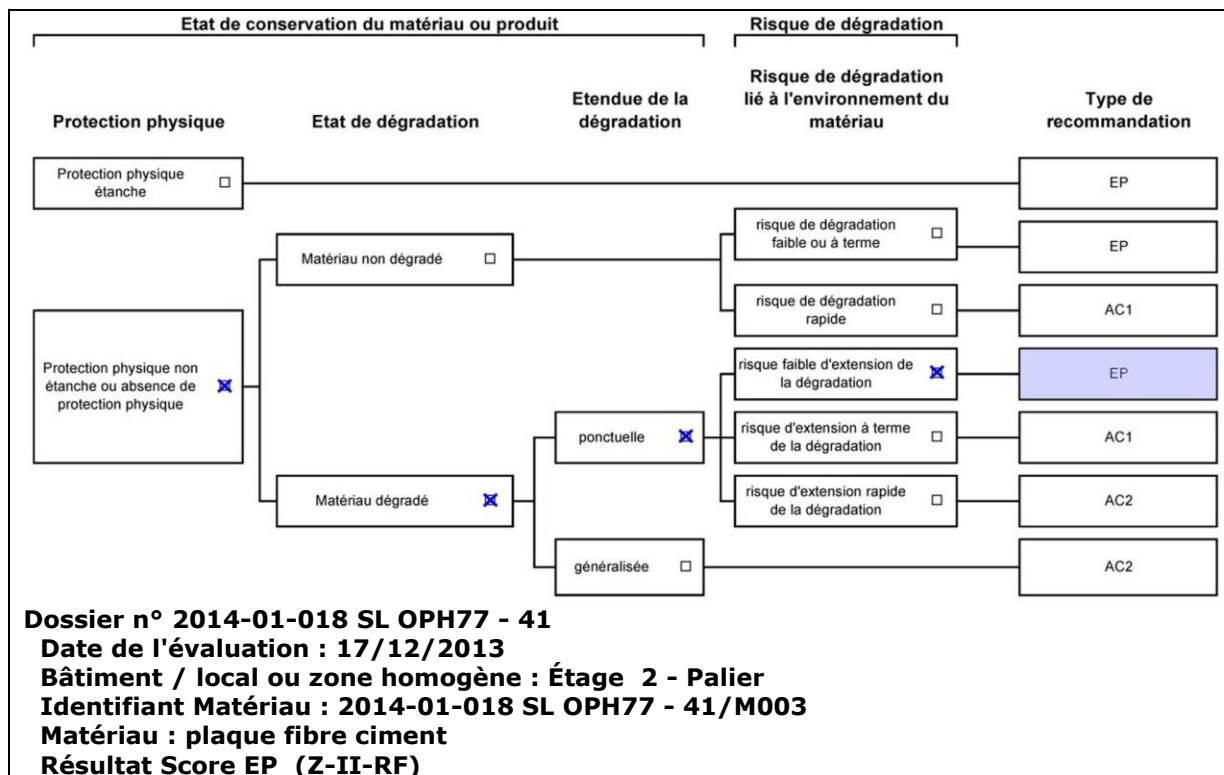 Etat de conservation du matériau ou produit
Risque de dégradation
Protection physique
Etat de dégradation
Etendue de la
dégradation
Risque de dégradation
lié à l'environnement du
matériau
Type de
recommandation
Protection physique
étanche
EP
Matériau non dégradé
risque de dégradation
faible ou à terme
EP
risque de dégradation
rapide
AC1
Protection physique non
étanche ou absence de
protection physique
risque faible d'extension de
la dégradation
EP
ponctuelle
risque d'extension à terme
de la dégradation
AC1
Matériau dégradé
risque d'extension rapide
de la dégradation
AC2
généralisée
AC2
Dossier n° 2014-01-018 SL OPH77 - 41
Date de l'évaluation : 17/12/2013
Bâtiment / local ou zone homogène : Étage 2 - Palier
Identifiant Matériau : 2014-01-018 SL OPH77 - 41/M003
Matériau : plaque fibre ciment
Résultat Score EP (Z-II-RF)